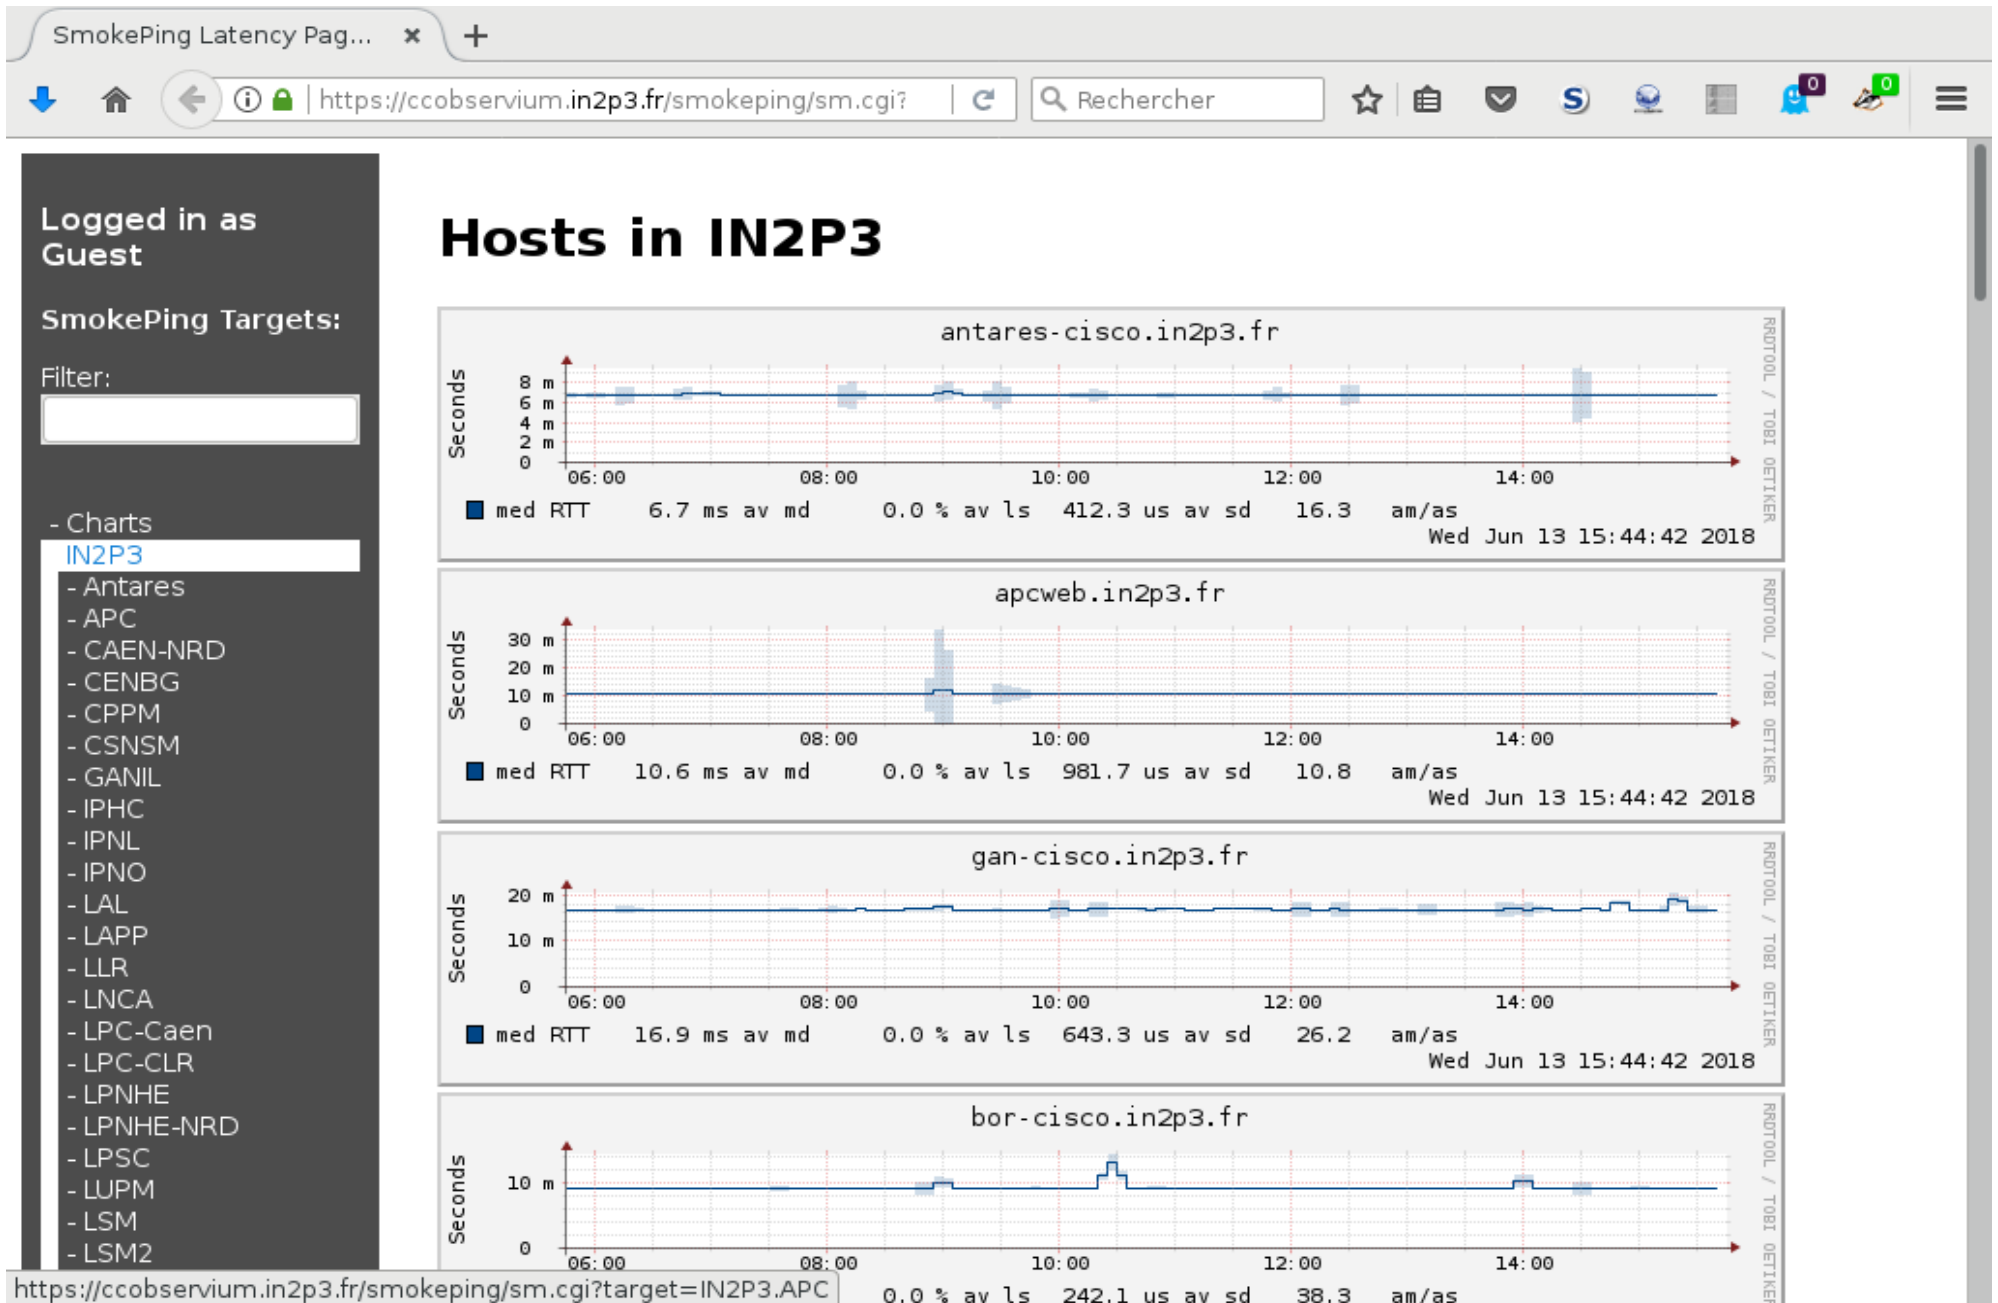 SmokePing Latency Pag...
https://ccobservium.in2p3.fr/smokeping/sm.cgi?
Rechercher
S
0
0
Logged in as
Guest
SmokePing Targets:
Filter:
- Charts
IN2P3
- Antares
- APC
- CAEN-NRD
- CENBG
- CPPM
- CSNSM
- GANIL
- IPHC
- IPNL
- IPNO
- LAL
- LAPP
- LLR
- LNCA
- LPC-Caen
- LPC-CLR
- LPNHE
- LPNHE-NRD
- LPSC
- LUPM
- LSM
- LSM2
https://ccobservium.in2p3.fr/smokeping/sm.cgi?target=IN2P3.APC
Hosts in IN2P3
antares-cisco.in2p3.fr
Seconds
8 m
6 m
4 m
2 m
0
06:00 08:00 10:00 12:00 14:00
med RTT 6.7 ms av md 0.0 % av ls 412.3 us av sd 16.3 am/as
Wed Jun 13 15:44:42 2018
RRDTOOL / TOBI OETIKER
apcweb.in2p3.fr
Seconds
30 m
20 m
10 m
0
06:00 08:00 10:00 12:00 14:00
med RTT 10.6 ms av md 0.0 % av ls 981.7 us av sd 10.8 am/as
Wed Jun 13 15:44:42 2018
RRDTOOL / TOBI OETIKER
gan-cisco.in2p3.fr
Seconds
20 m
10 m
0
06:00 08:00 10:00 12:00 14:00
med RTT 16.9 ms av md 0.0 % av ls 643.3 us av sd 26.2 am/as
Wed Jun 13 15:44:42 2018
RRDTOOL / TOBI OETIKER
bor-cisco.in2p3.fr
Seconds
10 m
0
06:00 08:00 10:00 12:00 14:00
0.0 % av ls 242.1 us av sd 38.3 am/as
RRDTOOL / TOBI OETIKER